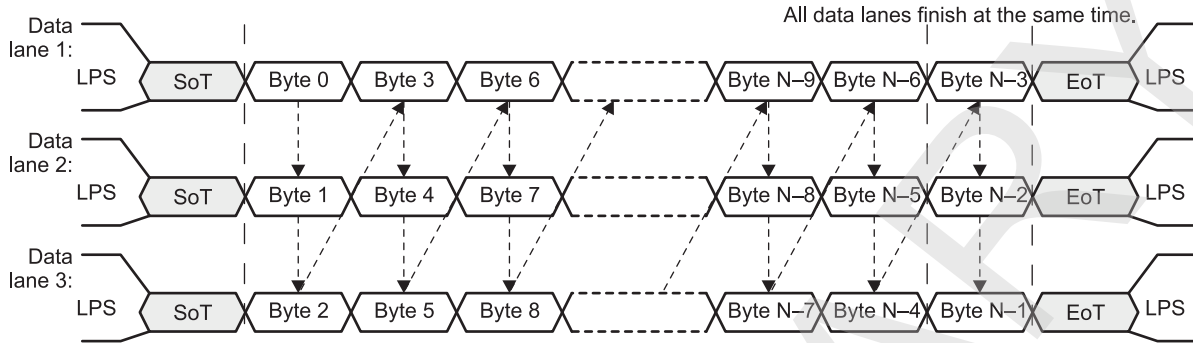 All data lanes finish at the same time.
Data
lane 1:
LPS SoT Byte 0 Byte 3 Byte 6 Byte N–9 Byte N–6 Byte N–3 EoT LPS
Data
lane 2:
LPS SoT Byte 1 Byte 4 Byte 7 Byte N–8 Byte N–5 Byte N–2 EoT LPS
Data
lane 3:
LPS SoT Byte 2 Byte 5 Byte 8 Byte N–7 Byte N–4 Byte N–1 EoT LPS